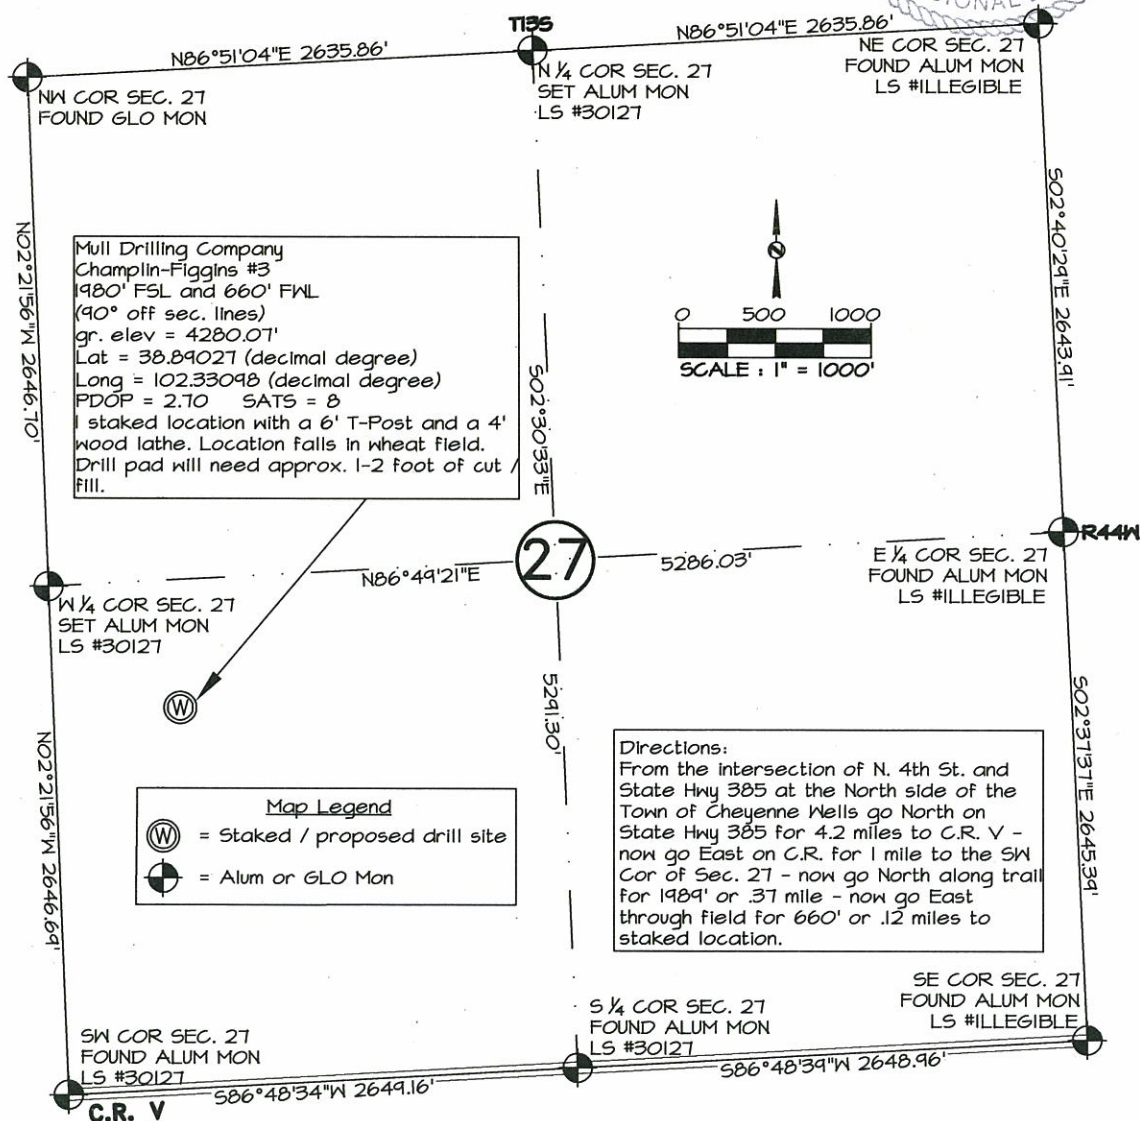 SIONAL
T13S
N86°51'04"E 2635.86'
N86°51'04"E 2635.86'
NW COR SEC. 27
FOUND GLO MON
N 1/4 COR SEC. 27
SET ALUM MON
LS #30127
NE COR SEC. 27
FOUND ALUM MON
LS #ILLEGIBLE
N02°21'56"W 2646.70'
S02°40'29"E 2643.91'
Mull Drilling Company
Champlin-Figgins #3
1980' FSL and 660' FWL
(90° off sec. lines)
gr. elev = 4280.07'
Lat = 38.89027 (decimal degree)
Long = 102.33098 (decimal degree)
PDOP = 2.70 SATS = 8
I staked location with a 6' T-Post and a 4'
wood lathe. Location falls in wheat field.
Drill pad will need approx. 1-2 foot of cut /
fill.
N
0 500 1000
SCALE : 1" = 1000'
S02°30'33"E
27
R44W
N86°49'21"E
5286.03'
W 1/4 COR SEC. 27
SET ALUM MON
LS #30127
E 1/4 COR SEC. 27
FOUND ALUM MON
LS #ILLEGIBLE
W
5291.30'
N02°21'56"W 2646.69'
S02°37'37"E 2645.39'
Map Legend
W = Staked / proposed drill site
= Alum or GLO Mon
Directions:
From the intersection of N. 4th St. and
State Hwy 385 at the North side of the
Town of Cheyenne Wells go North on
State Hwy 385 for 4.2 miles to C.R. V -
now go East on C.R. for 1 mile to the SW
Cor of Sec. 27 - now go North along trail
for 1989' or .37 mile - now go East
through field for 660' or .12 miles to
staked location.
SW COR SEC. 27
FOUND ALUM MON
LS #30127
S 1/4 COR SEC. 27
FOUND ALUM MON
LS #30127
SE COR SEC. 27
FOUND ALUM MON
LS #ILLEGIBLE
S86°48'34"W 2649.16'
S86°48'39"W 2648.96'
C.R. V